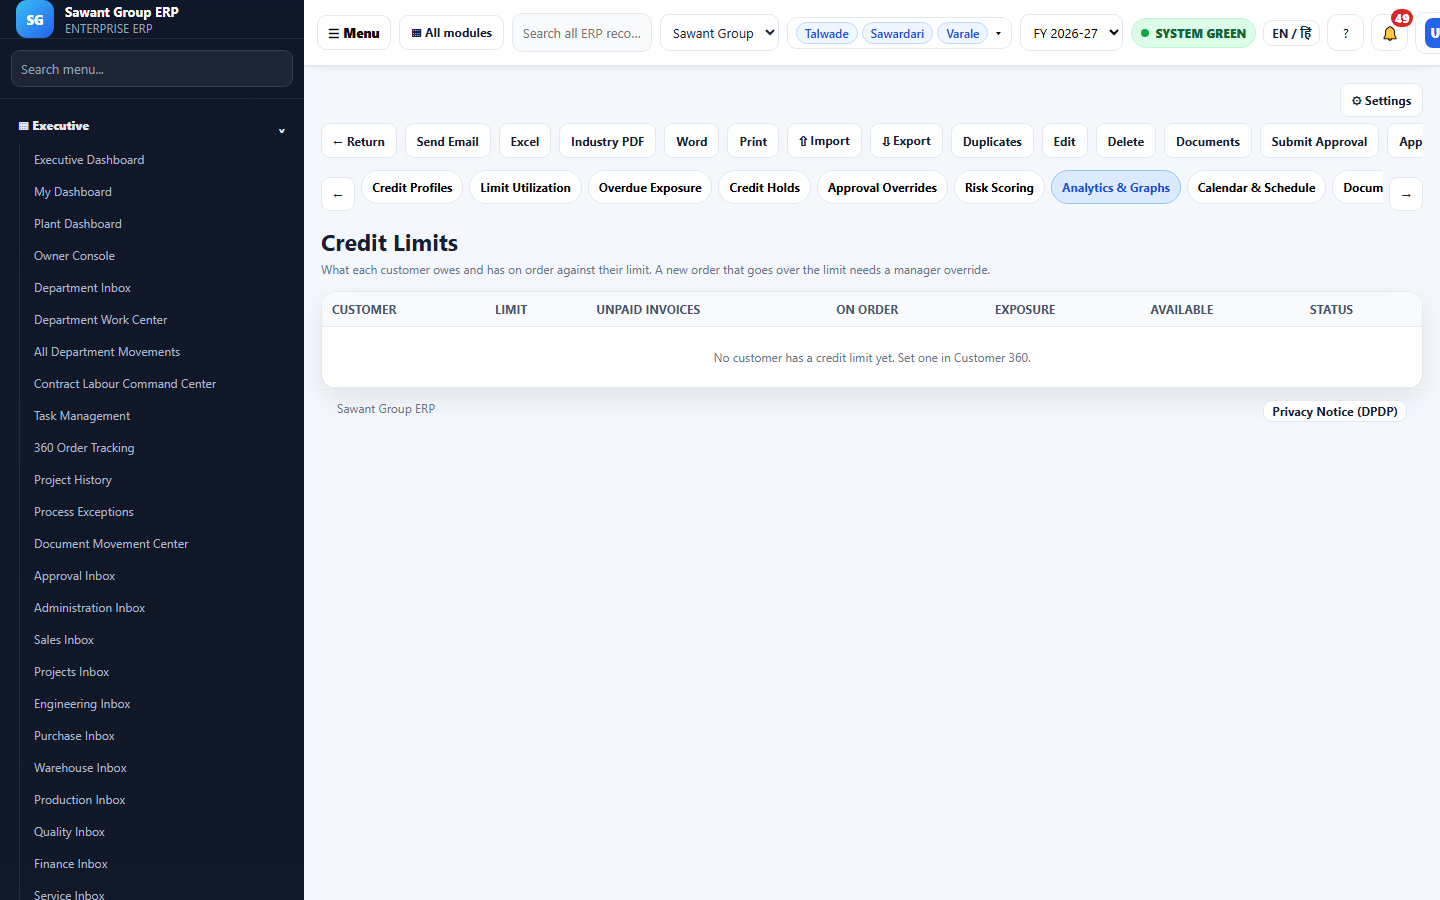 SG
Sawant Group ERP
ENTERPRISE ERP
Search menu...
Executive
Executive Dashboard
My Dashboard
Plant Dashboard
Owner Console
Department Inbox
Department Work Center
All Department Movements
Contract Labour Command Center
Task Management
360 Order Tracking
Project History
Process Exceptions
Document Movement Center
Approval Inbox
Administration Inbox
Sales Inbox
Projects Inbox
Engineering Inbox
Purchase Inbox
Warehouse Inbox
Production Inbox
Quality Inbox
Finance Inbox
Service Inbox
☰ Menu
All modules
Search all ERP reco...
Sawant Group
Talwade Sawardari Varale
FY 2026-27
SYSTEM GREEN
EN / हिं
?
49
U
⚙ Settings
← Return Send Email Excel Industry PDF Word Print ⇧ Import ⇩ Export Duplicates Edit Delete Documents Submit Approval App
← Credit Profiles Limit Utilization Overdue Exposure Credit Holds Approval Overrides Risk Scoring Analytics & Graphs Calendar & Schedule Docum →
Credit Limits
What each customer owes and has on order against their limit. A new order that goes over the limit needs a manager override.
CUSTOMER LIMIT UNPAID INVOICES ON ORDER EXPOSURE AVAILABLE STATUS
No customer has a credit limit yet. Set one in Customer 360.
Sawant Group ERP
Privacy Notice (DPDP)